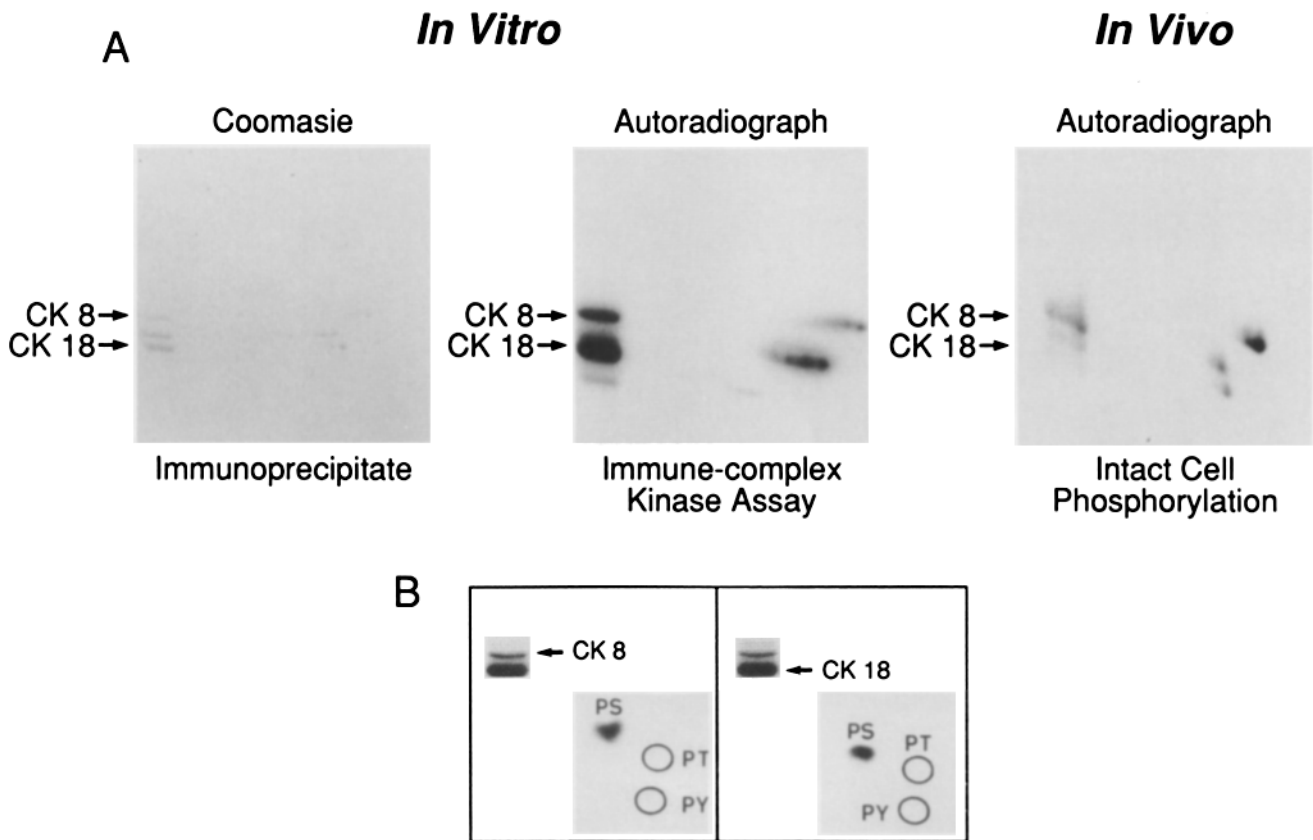 A
In Vitro
In Vivo
Coomasie
Autoradiograph
Autoradiograph
CK 8
CK 18
CK 8
CK 18
CK 8
CK 18
Immunoprecipitate
Immune-complex
Kinase Assay
Intact Cell
Phosphorylation
B
CK 8
CK 18
PS
PT
PY
PS
PT
PY